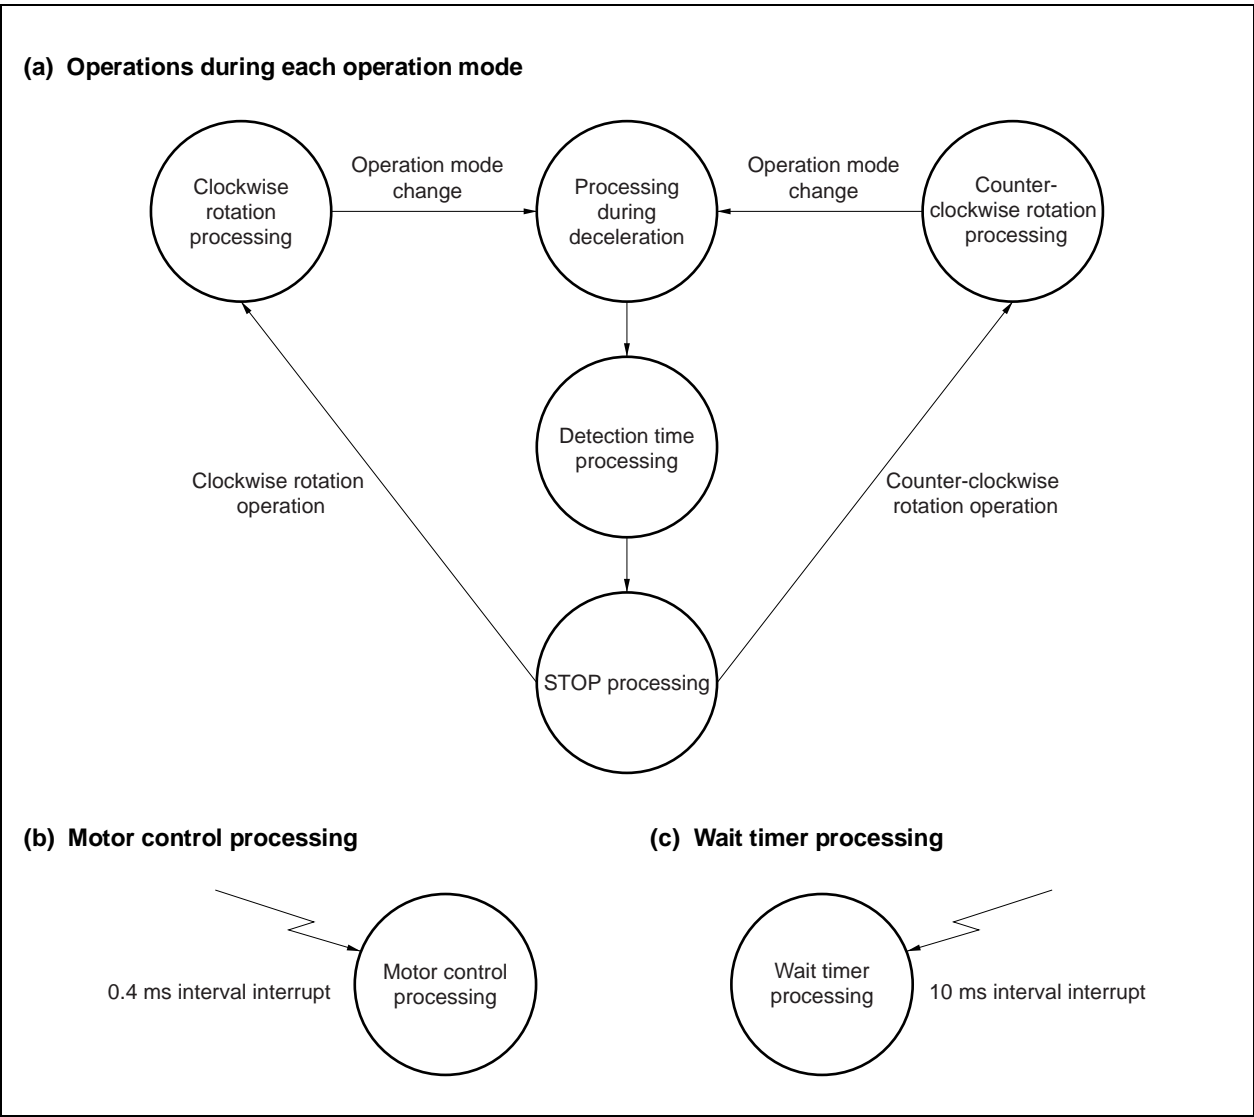 (a) Operations during each operation mode
Clockwise
rotation
processing
Operation mode
change
Processing
during
deceleration
Operation mode
change
Counter-
clockwise rotation
processing
Detection time
processing
Clockwise rotation
operation
Counter-clockwise
rotation operation
STOP processing
(b) Motor control processing
(c) Wait timer processing
Motor control
processing
0.4 ms interval interrupt
Wait timer
processing
10 ms interval interrupt